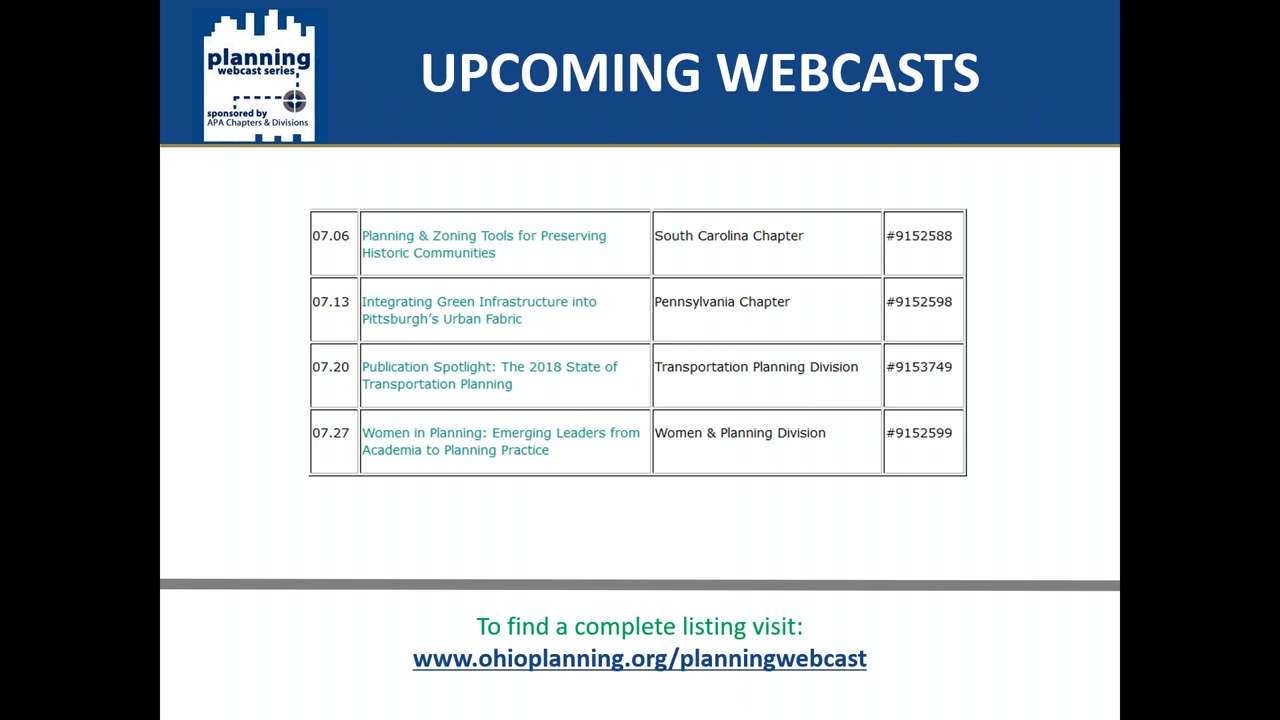 planning
webcast series
sponsored by
APA Chapters & Divisions
UPCOMING WEBCASTS
07.06 Planning & Zoning Tools for Preserving Historic Communities South Carolina Chapter #9152588
07.13 Integrating Green Infrastructure into Pittsburgh's Urban Fabric Pennsylvania Chapter #9152598
07.20 Publication Spotlight: The 2018 State of Transportation Planning Transportation Planning Division #9153749
07.27 Women in Planning: Emerging Leaders from Academia to Planning Practice Women & Planning Division #9152599
To find a complete listing visit:
www.ohioplanning.org/planningwebcast